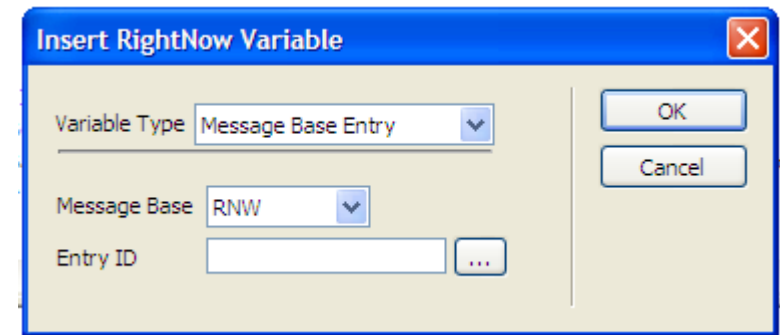 Insert RightNow Variable
Variable Type Message Base Entry
OK
Cancel
Message Base RNW
Entry ID ...